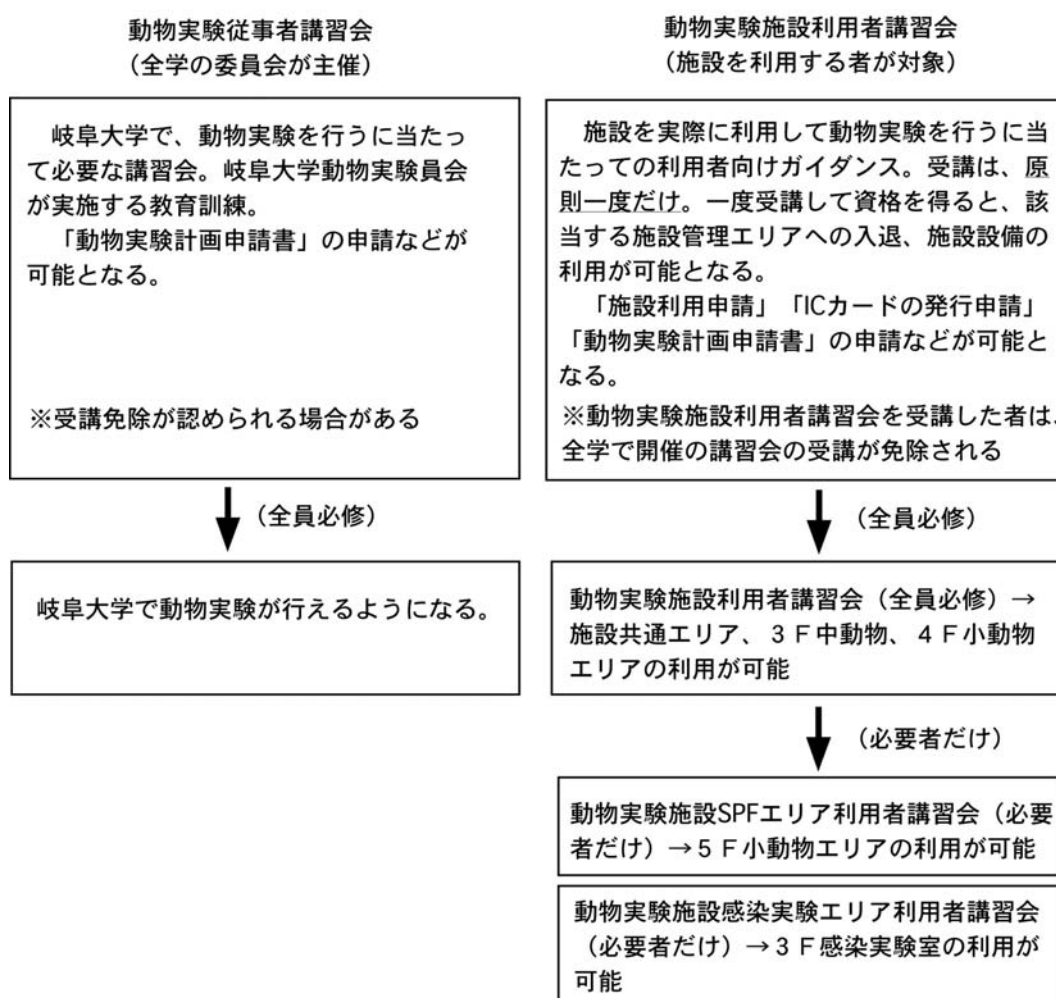 動物実験従事者講習会
（全学の委員会が主催）
岐阜大学で、動物実験を行うに当たっ
て必要な講習会。岐阜大学動物実験員会
が実施する教育訓練。
「動物実験計画申請書」の申請などが
可能となる。
※受講免除が認められる場合がある
（全員必修）
岐阜大学で動物実験が行えるようになる。
動物実験施設利用者講習会
（施設を利用する者が対象）
施設を実際に利用して動物実験を行うに当
たっての利用者向けガイダンス。受講は、原
則一度だけ。一度受講して資格を得ると、該
当する施設管理エリアへの入退、施設設備の
利用が可能となる。
「施設利用申請」「ICカードの発行申請」
「動物実験計画申請書」の申請などが可能と
なる。
※動物実験施設利用者講習会を受講した者は、
全学で開催の講習会の受講が免除される
（全員必修）
動物実験施設利用者講習会（全員必修）→
施設共通エリア、３F中動物、４F小動物
エリアの利用が可能
（必要者だけ）
動物実験施設SPFエリア利用者講習会（必要
者だけ）→５F小動物エリアの利用が可能
動物実験施設感染実験エリア利用者講習会
（必要者だけ）→３F感染実験室の利用が
可能